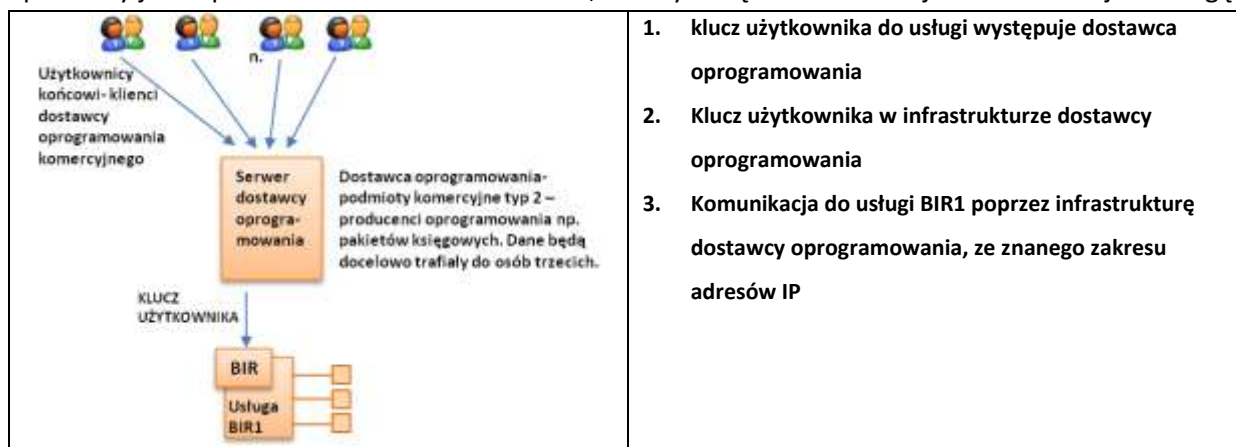 n.
Użytkownicy
końcowi- klienci
dostawcy
oprogramowania
komercyjnego
Serwer
dostawcy
oprogra-
mowania
Dostawca oprogramowania-
podmioty komercyjne typ 2 –
producenci oprogramowania np.
pakietów księgowych. Dane będą
docelowo trafiały do osób trzecich.
KLUCZ
UŻYTKOWNIKA
BIR
Usługa
BIR1
1. klucz użytkownika do usługi występuje dostawca
oprogramowania
2. Klucz użytkownika w infrastrukturze dostawcy
oprogramowania
3. Komunikacja do usługi BIR1 poprzez infrastrukturę
dostawcy oprogramowania, ze znanego zakresu
adresów IP